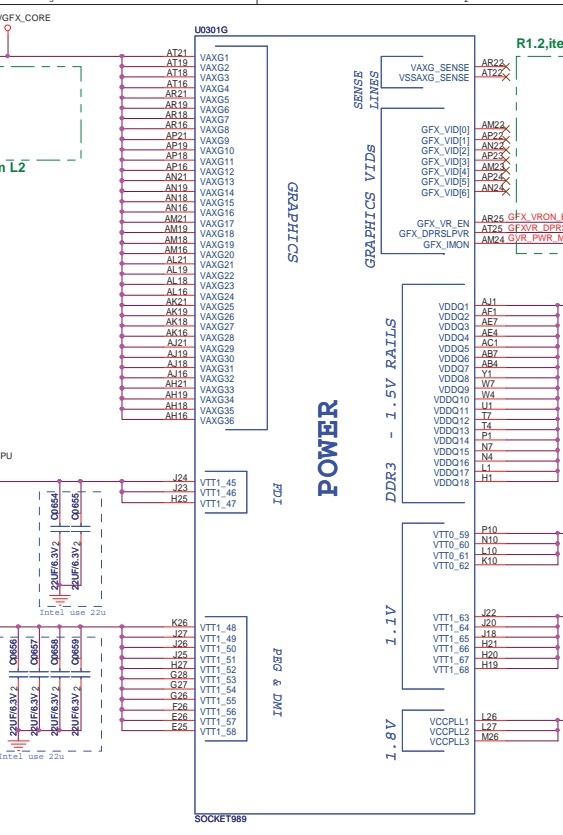 /GFX_CORE
U0301G
R1.2,ite
AT21 VAXG1
AT19 VAXG2
AT18 VAXG3
AT16 VAXG4
AR21 VAXG5
AR19 VAXG6
AR18 VAXG7
AR16 VAXG8
AP21 VAXG9
AP19 VAXG10
AP18 VAXG11
AP16 VAXG12
AN21 VAXG13
AN19 VAXG14
AN18 VAXG15
AN16 VAXG16
AM21 VAXG17
AM19 VAXG18
AM18 VAXG19
AM16 VAXG20
AL21 VAXG21
AL19 VAXG22
AL18 VAXG23
AL16 VAXG24
AK21 VAXG25
AK19 VAXG26
AK18 VAXG27
AK16 VAXG28
AJ21 VAXG29
AJ19 VAXG30
AJ18 VAXG31
AJ16 VAXG32
AH21 VAXG33
AH19 VAXG34
AH18 VAXG35
AH16 VAXG36
GRAPHICS
L2
SENSE
LINES
VAXG_SENSE AR22
VSSAXG_SENSE AT22
GRAPHICS VIDs
GFX_VID[0] AM22
GFX_VID[1] AP22
GFX_VID[2] AN22
GFX_VID[3] AP23
GFX_VID[4] AM23
GFX_VID[5] AP24
GFX_VID[6] AN24
GFX_VR_EN AR25 GFX_VRON_
GFX_DPRSLPVR AT25 GFXVR_DPR
GFX_IMON AM24 GVR_PWR_M
POWER
DDR3 - 1.5V RAILS
VDDQ1 AJ1
VDDQ2 AF1
VDDQ3 AE7
VDDQ4 AE4
VDDQ5 AC1
VDDQ6 AB7
VDDQ7 AB4
VDDQ8 Y1
VDDQ9 W7
VDDQ10 W4
VDDQ11 U1
VDDQ12 T7
VDDQ13 T4
VDDQ14 P1
VDDQ15 N7
VDDQ16 N4
VDDQ17 L1
VDDQ18 H1
PU
J24 VTT1_45
J23 VTT1_46
H25 VTT1_47
FDI
C0654
22UF/6.3V 2
C0655
22UF/6.3V 2
Intel use 22u
1.1V
VTT0_59 P10
VTT0_60 N10
VTT0_61 L10
VTT0_62 K10
VTT1_63 J22
VTT1_64 J20
VTT1_65 J18
VTT1_66 H21
VTT1_67 H20
VTT1_68 H19
K26 VTT1_48
J27 VTT1_49
J26 VTT1_50
J25 VTT1_51
H27 VTT1_52
G28 VTT1_53
G27 VTT1_54
G26 VTT1_55
F26 VTT1_56
E26 VTT1_57
E25 VTT1_58
PEG & DMI
C0656
22UF/6.3V 2
C0657
22UF/6.3V 2
C0658
22UF/6.3V 2
C0659
22UF/6.3V 2
Intel use 22u
1.8V
VCCPLL1 L26
VCCPLL2 L27
VCCPLL3 M26
SOCKET989